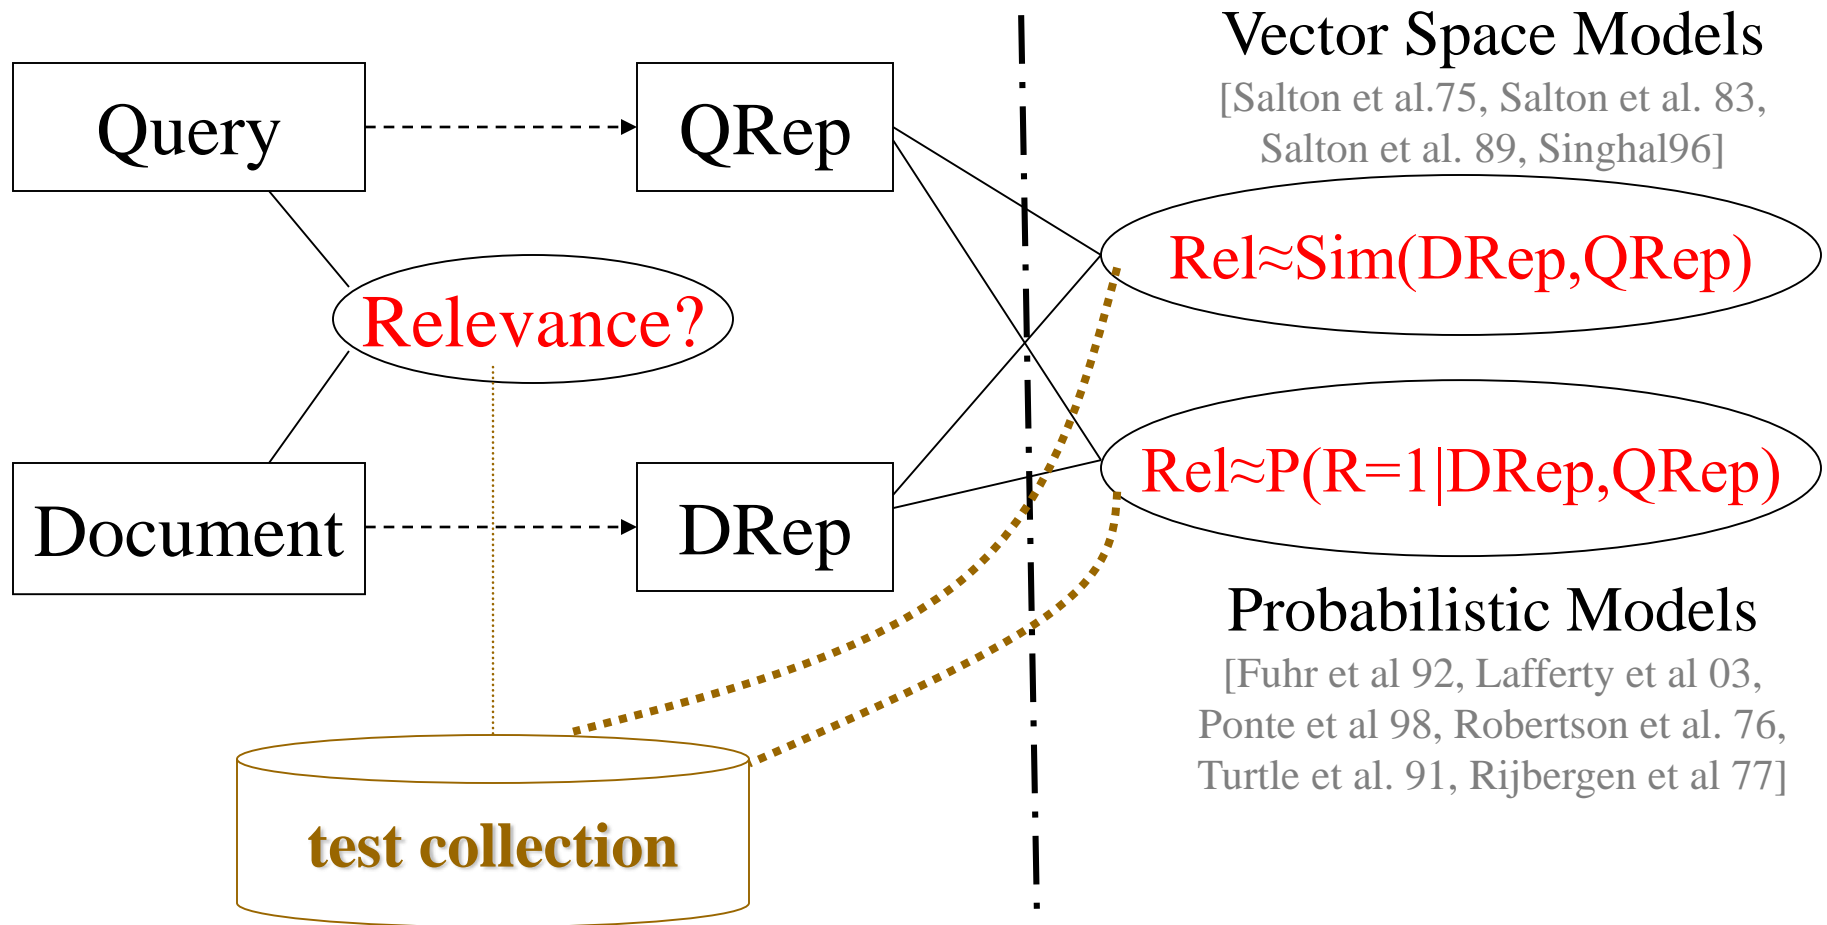 Query
QRep
Relevance?
Document
DRep
test collection
Vector Space Models
[Salton et al.75, Salton et al. 83,
Salton et al. 89, Singhal96]
Rel≈Sim(DRep,QRep)
Rel≈P(R=1|DRep,QRep)
Probabilistic Models
[Fuhr et al 92, Lafferty et al 03,
Ponte et al 98, Robertson et al. 76,
Turtle et al. 91, Rijbergen et al 77]